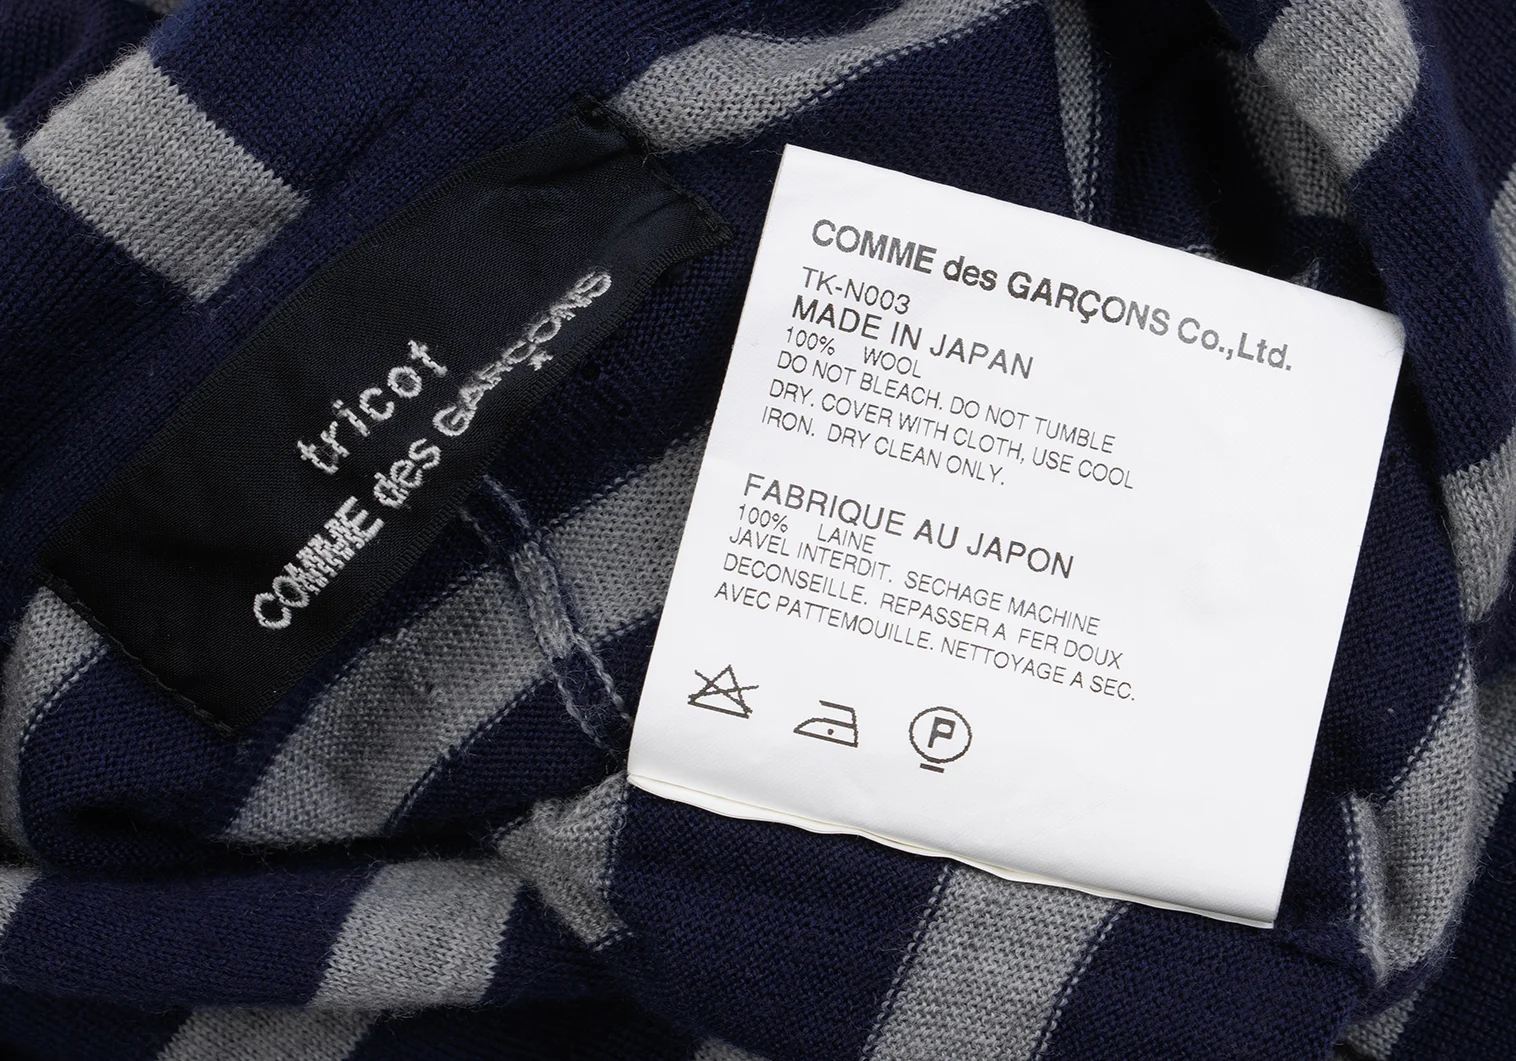 tricot
COMME des GARÇONS
COMME des GARÇONS Co.,Ltd.
TK-N003
MADE IN JAPAN
100% WOOL
DO NOT BLEACH. DO NOT TUMBLE
DRY. COVER WITH CLOTH, USE COOL
IRON. DRY CLEAN ONLY.
FABRIQUE AU JAPON
100% LAINE
JAVEL INTERDIT. SECHAGE MACHINE
DECONSEILLE. REPASSER A FER DOUX
AVEC PATTEMOUILLE. NETTOYAGE A SEC.
P